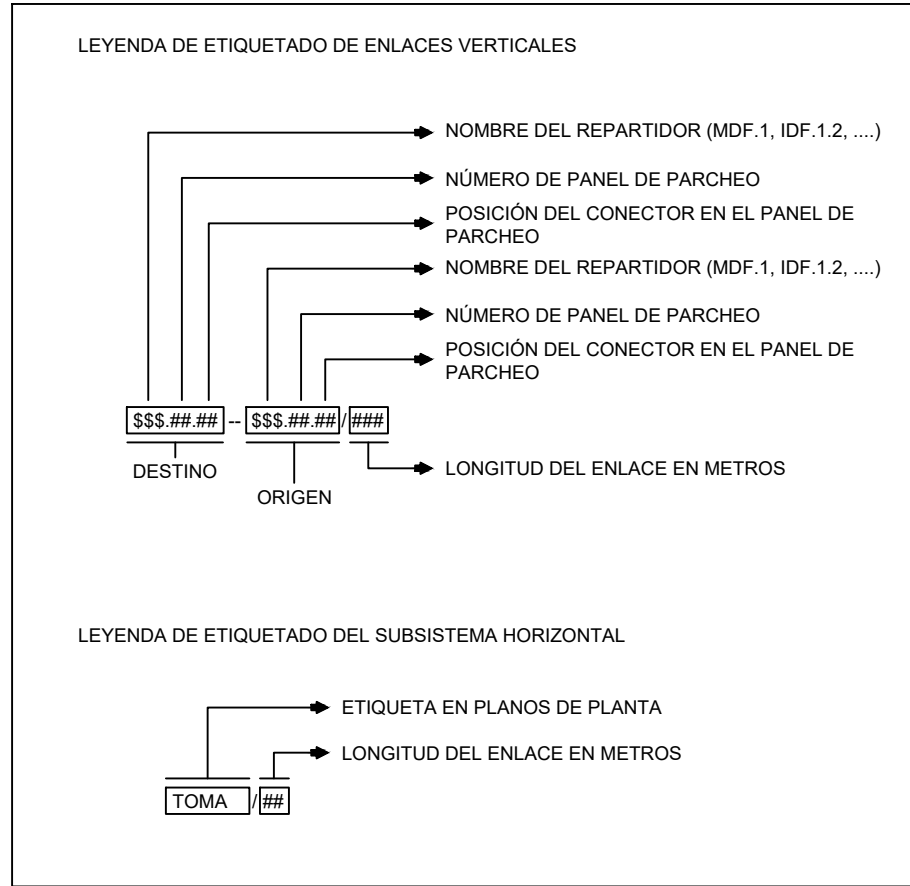 LEYENDA DE ETIQUETADO DE ENLACES VERTICALES
NOMBRE DEL REPARTIDOR (MDF.1, IDF.1.2, ....)
NÚMERO DE PANEL DE PARCHEO
POSICIÓN DEL CONECTOR EN EL PANEL DE
PARCHEO
NOMBRE DEL REPARTIDOR (MDF.1, IDF.1.2, ....)
NÚMERO DE PANEL DE PARCHEO
POSICIÓN DEL CONECTOR EN EL PANEL DE
PARCHEO
$$$.##.## -- $$$.##.## / ###
DESTINO
LONGITUD DEL ENLACE EN METROS
ORIGEN
LEYENDA DE ETIQUETADO DEL SUBSISTEMA HORIZONTAL
ETIQUETA EN PLANOS DE PLANTA
LONGITUD DEL ENLACE EN METROS
TOMA / ##